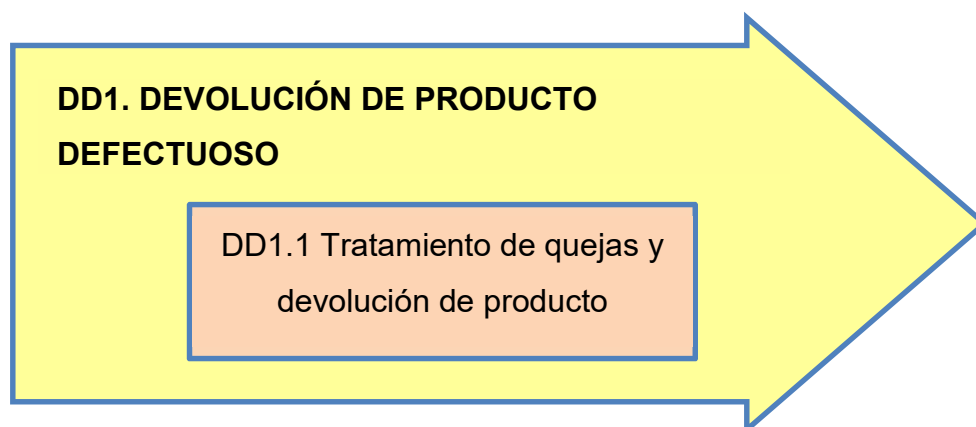 DD1. DEVOLUCIÓN DE PRODUCTO
DEFECTUOSO
DD1.1 Tratamiento de quejas y
devolución de producto